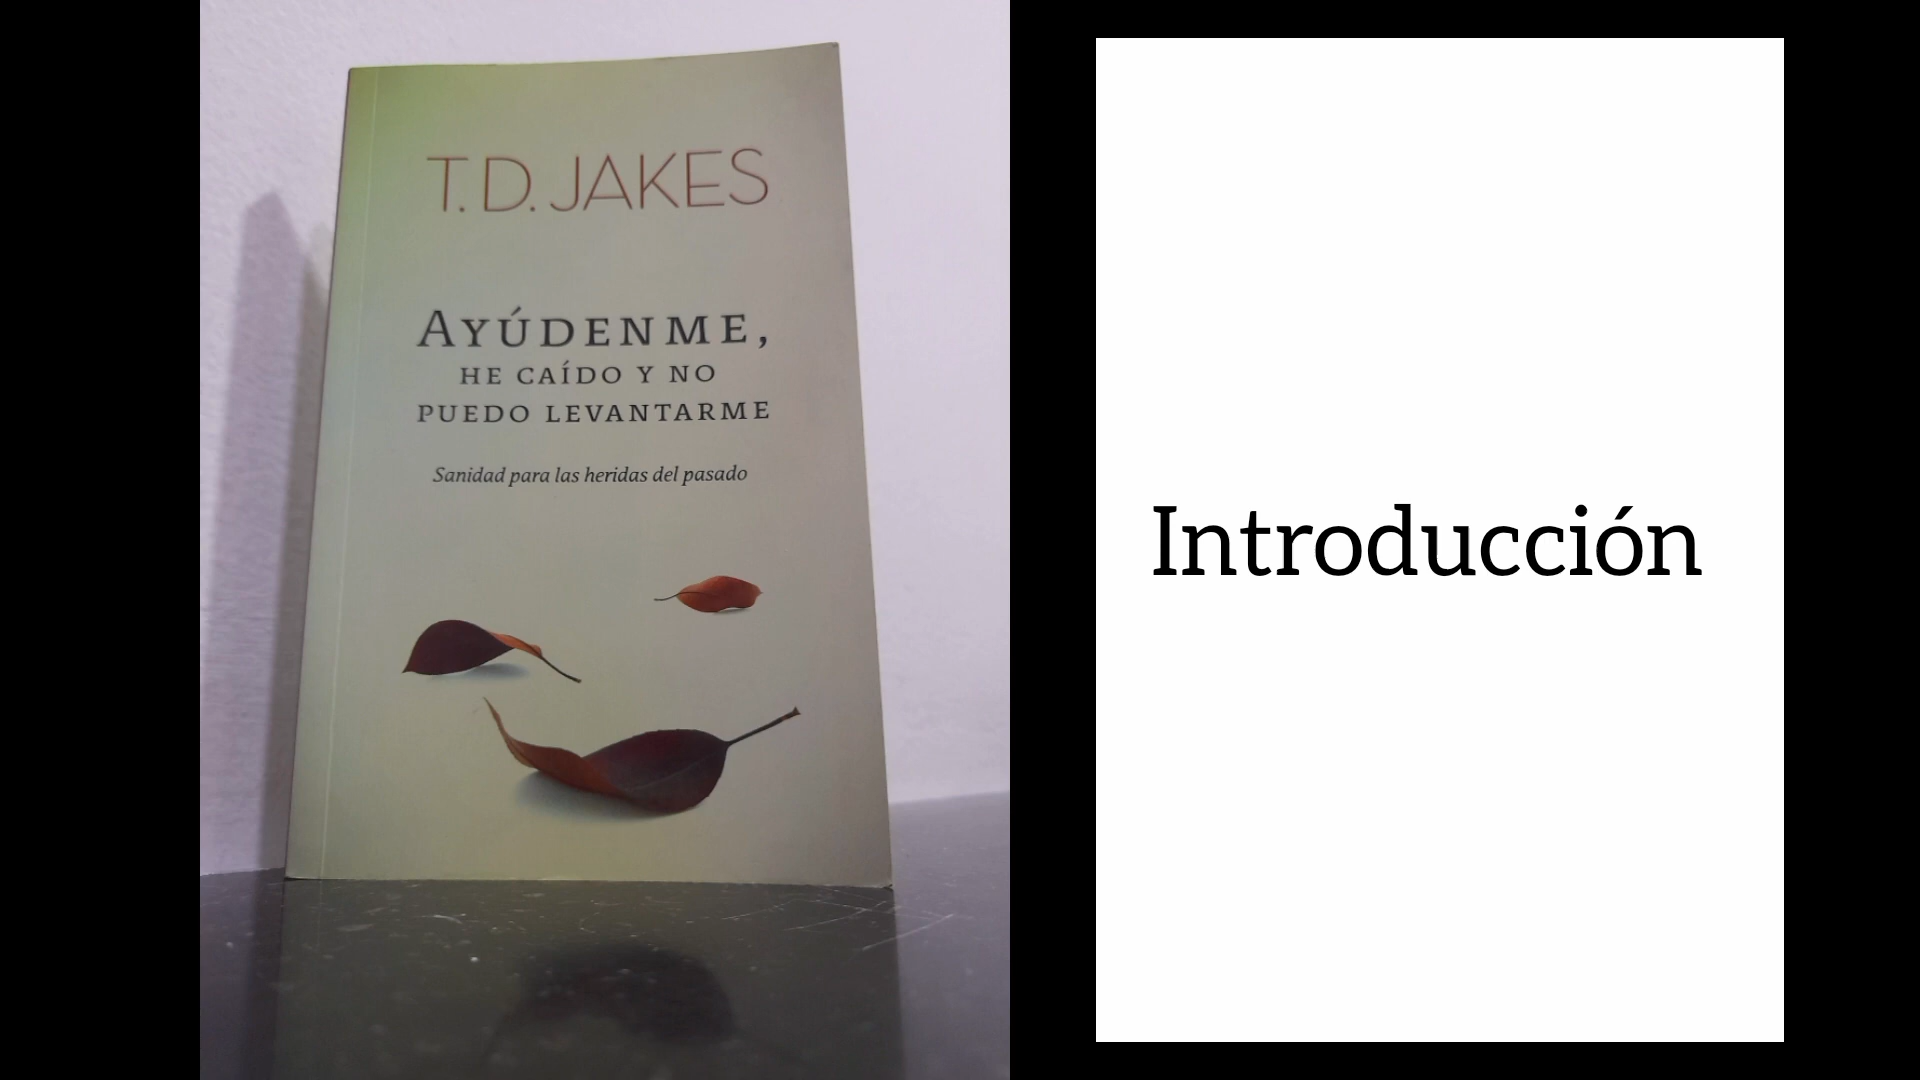 T.D. JAKES
AYÚDENME,
HE CAÍDO Y NO
PUEDO LEVANTARME
Sanidad para las heridas del pasado
Introducción